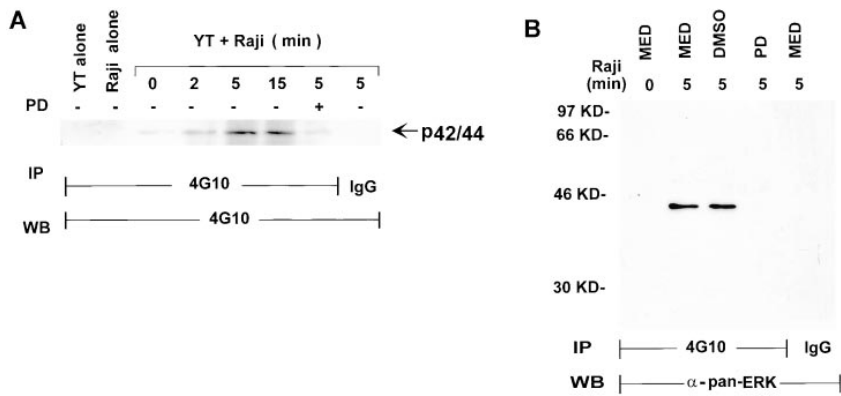 A
YT alone
Raji alone
YT + Raji ( min )
0 2 5 15 5 5
PD - - - - - - + -
p42/44
IP 4G10 IgG
WB 4G10
B
MED MED DMSO PD MED
Raji (min) 0 5 5 5 5
97 KD-
66 KD-
46 KD-
30 KD-
IP 4G10 IgG
WB α-pan-ERK